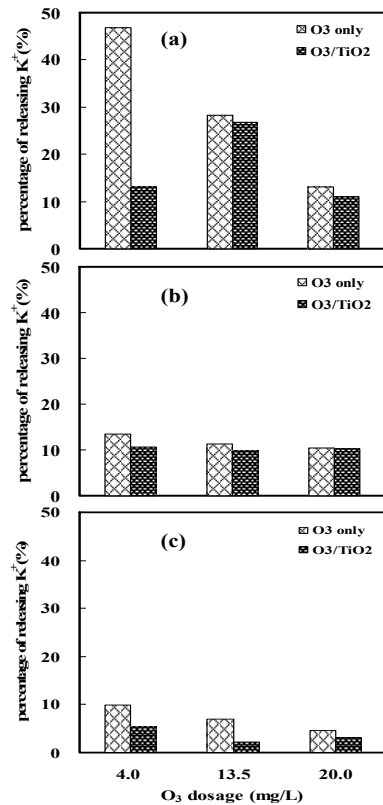 50
(a)
O3 only
O3/TiO2
40
30
20
10
0
percentage of releasing K⁺(%)
50
(b)
O3 only
O3/TiO2
40
30
20
10
0
percentage of releasing K⁺(%)
50
(c)
O3 only
O3/TiO2
40
30
20
10
0
percentage of releasing K⁺(%)
4.0 13.5 20.0
O₃ dosage (mg/L)